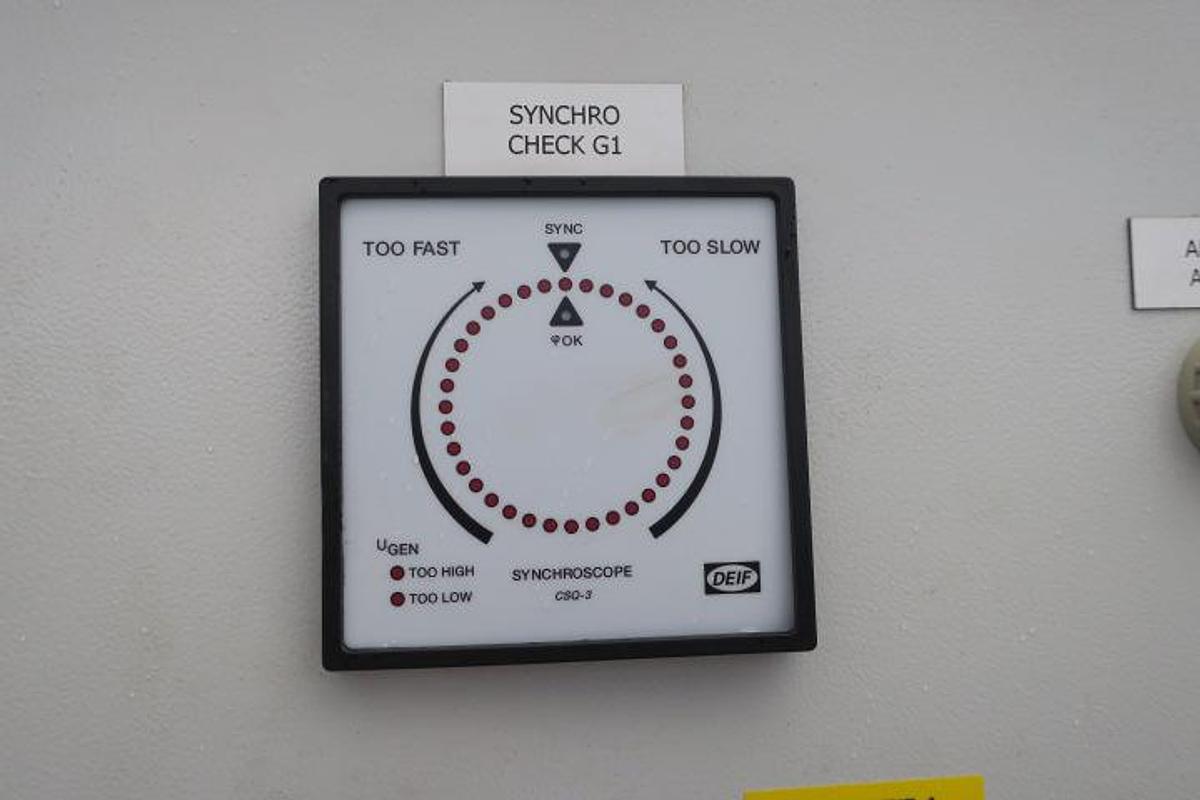 SYNCHRO
CHECK G1
SYNC
TOO FAST
TOO SLOW
φOK
UGEN
TOO HIGH
TOO LOW
SYNCHROSCOPE
CSQ-3
DEIF